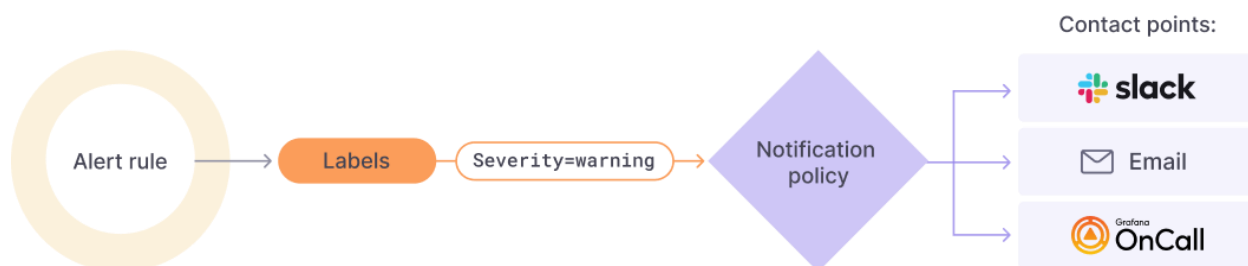 Contact points:
Alert rule
Labels
Severity=warning
Notification
policy
slack
Email
Grafana
OnCall